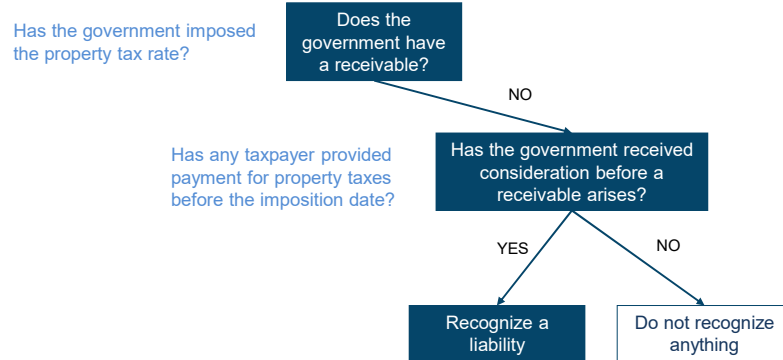 Has the government imposed
the property tax rate?
Does the
government have
a receivable?
NO
Has any taxpayer provided
payment for property taxes
before the imposition date?
Has the government received
consideration before a
receivable arises?
YES
NO
Recognize a
liability
Do not recognize
anything